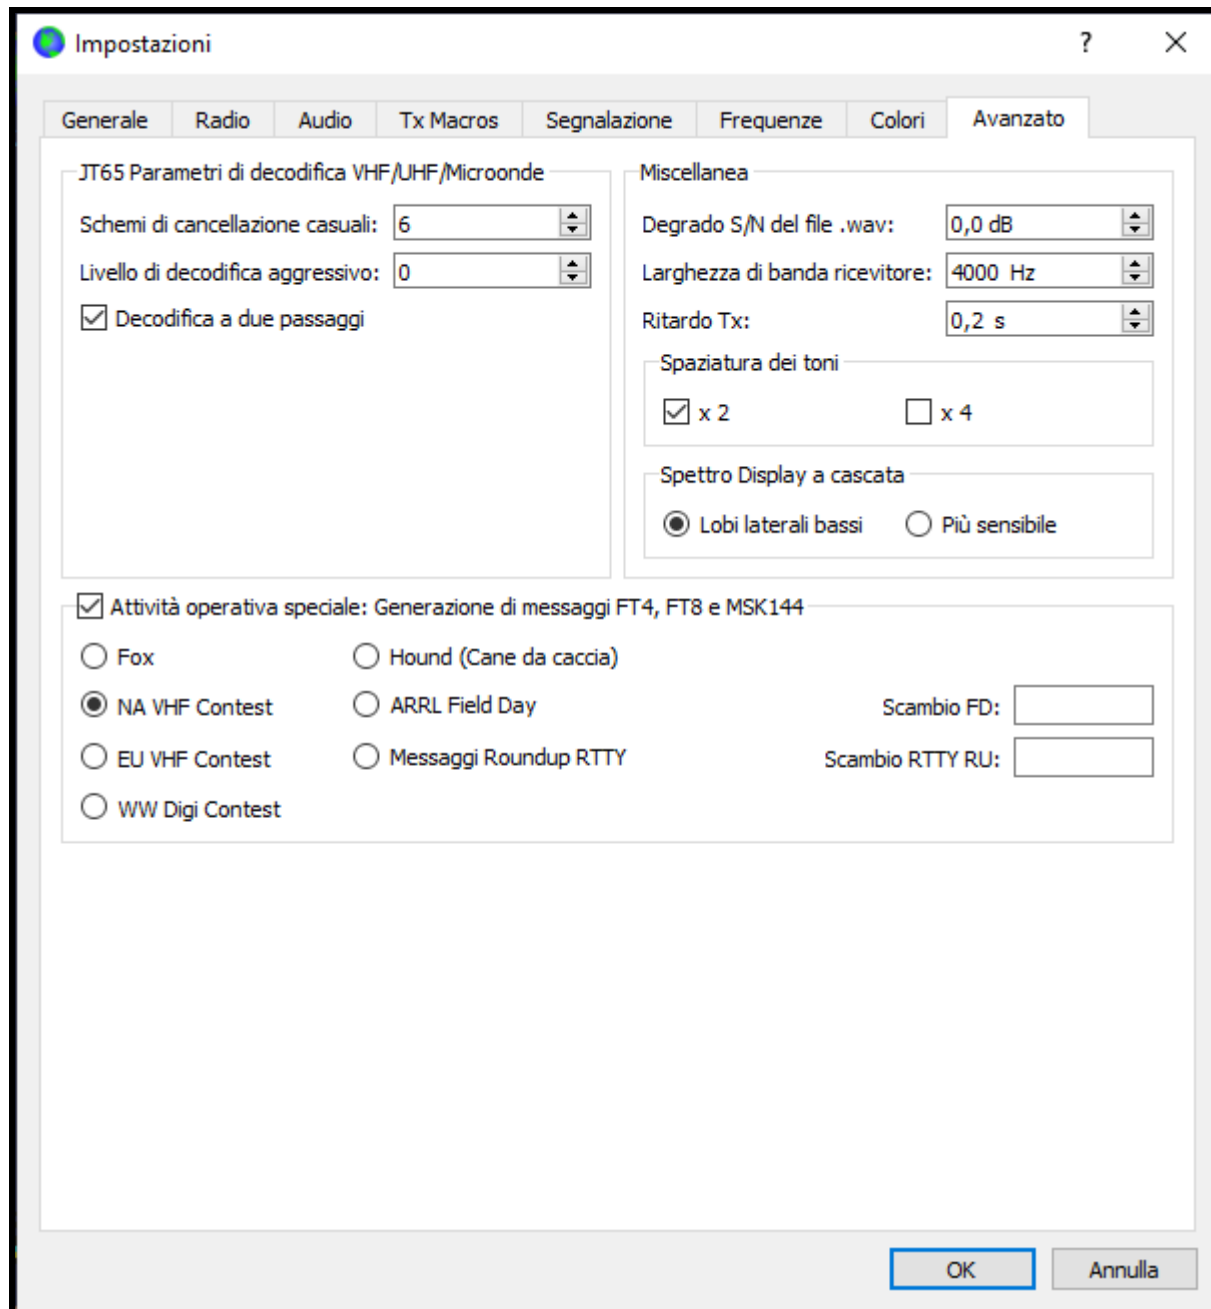 Impostazioni ?
Generale Radio Audio Tx Macros Segnalazione Frequenze Colori Avanzato
JT65 Parametri di decodifica VHF/UHF/Microonde
Schemi di cancellazione casuali: 6
Livello di decodifica aggressivo: 0
Decodifica a due passaggi
Miscellanea
Degrado S/N del file .wav: 0,0 dB
Larghezza di banda ricevitore: 4000 Hz
Ritardo Tx: 0,2 s
Spaziatura dei toni
x 2 x 4
Spettro Display a cascata
Lobi laterali bassi Più sensibile
Attività operativa speciale: Generazione di messaggi FT4, FT8 e MSK144
Fox Hound (Cane da caccia)
NA VHF Contest ARRL Field Day Scambio FD:
EU VHF Contest Messaggi Roundup RTTY Scambio RTTY RU:
WW Digi Contest
OK Annulla